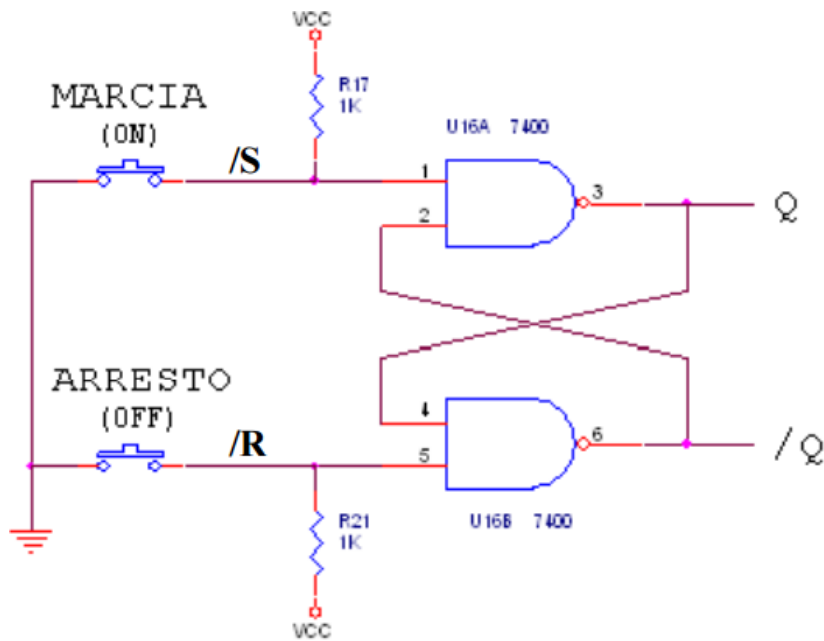 VCC
R17
1K
MARCIA
(ON)
/S
U16A 7400
1
2
3
Q
ARRESTO
(OFF)
/R
4
5
6
/Q
R21
1K
U16B 7400
VCC